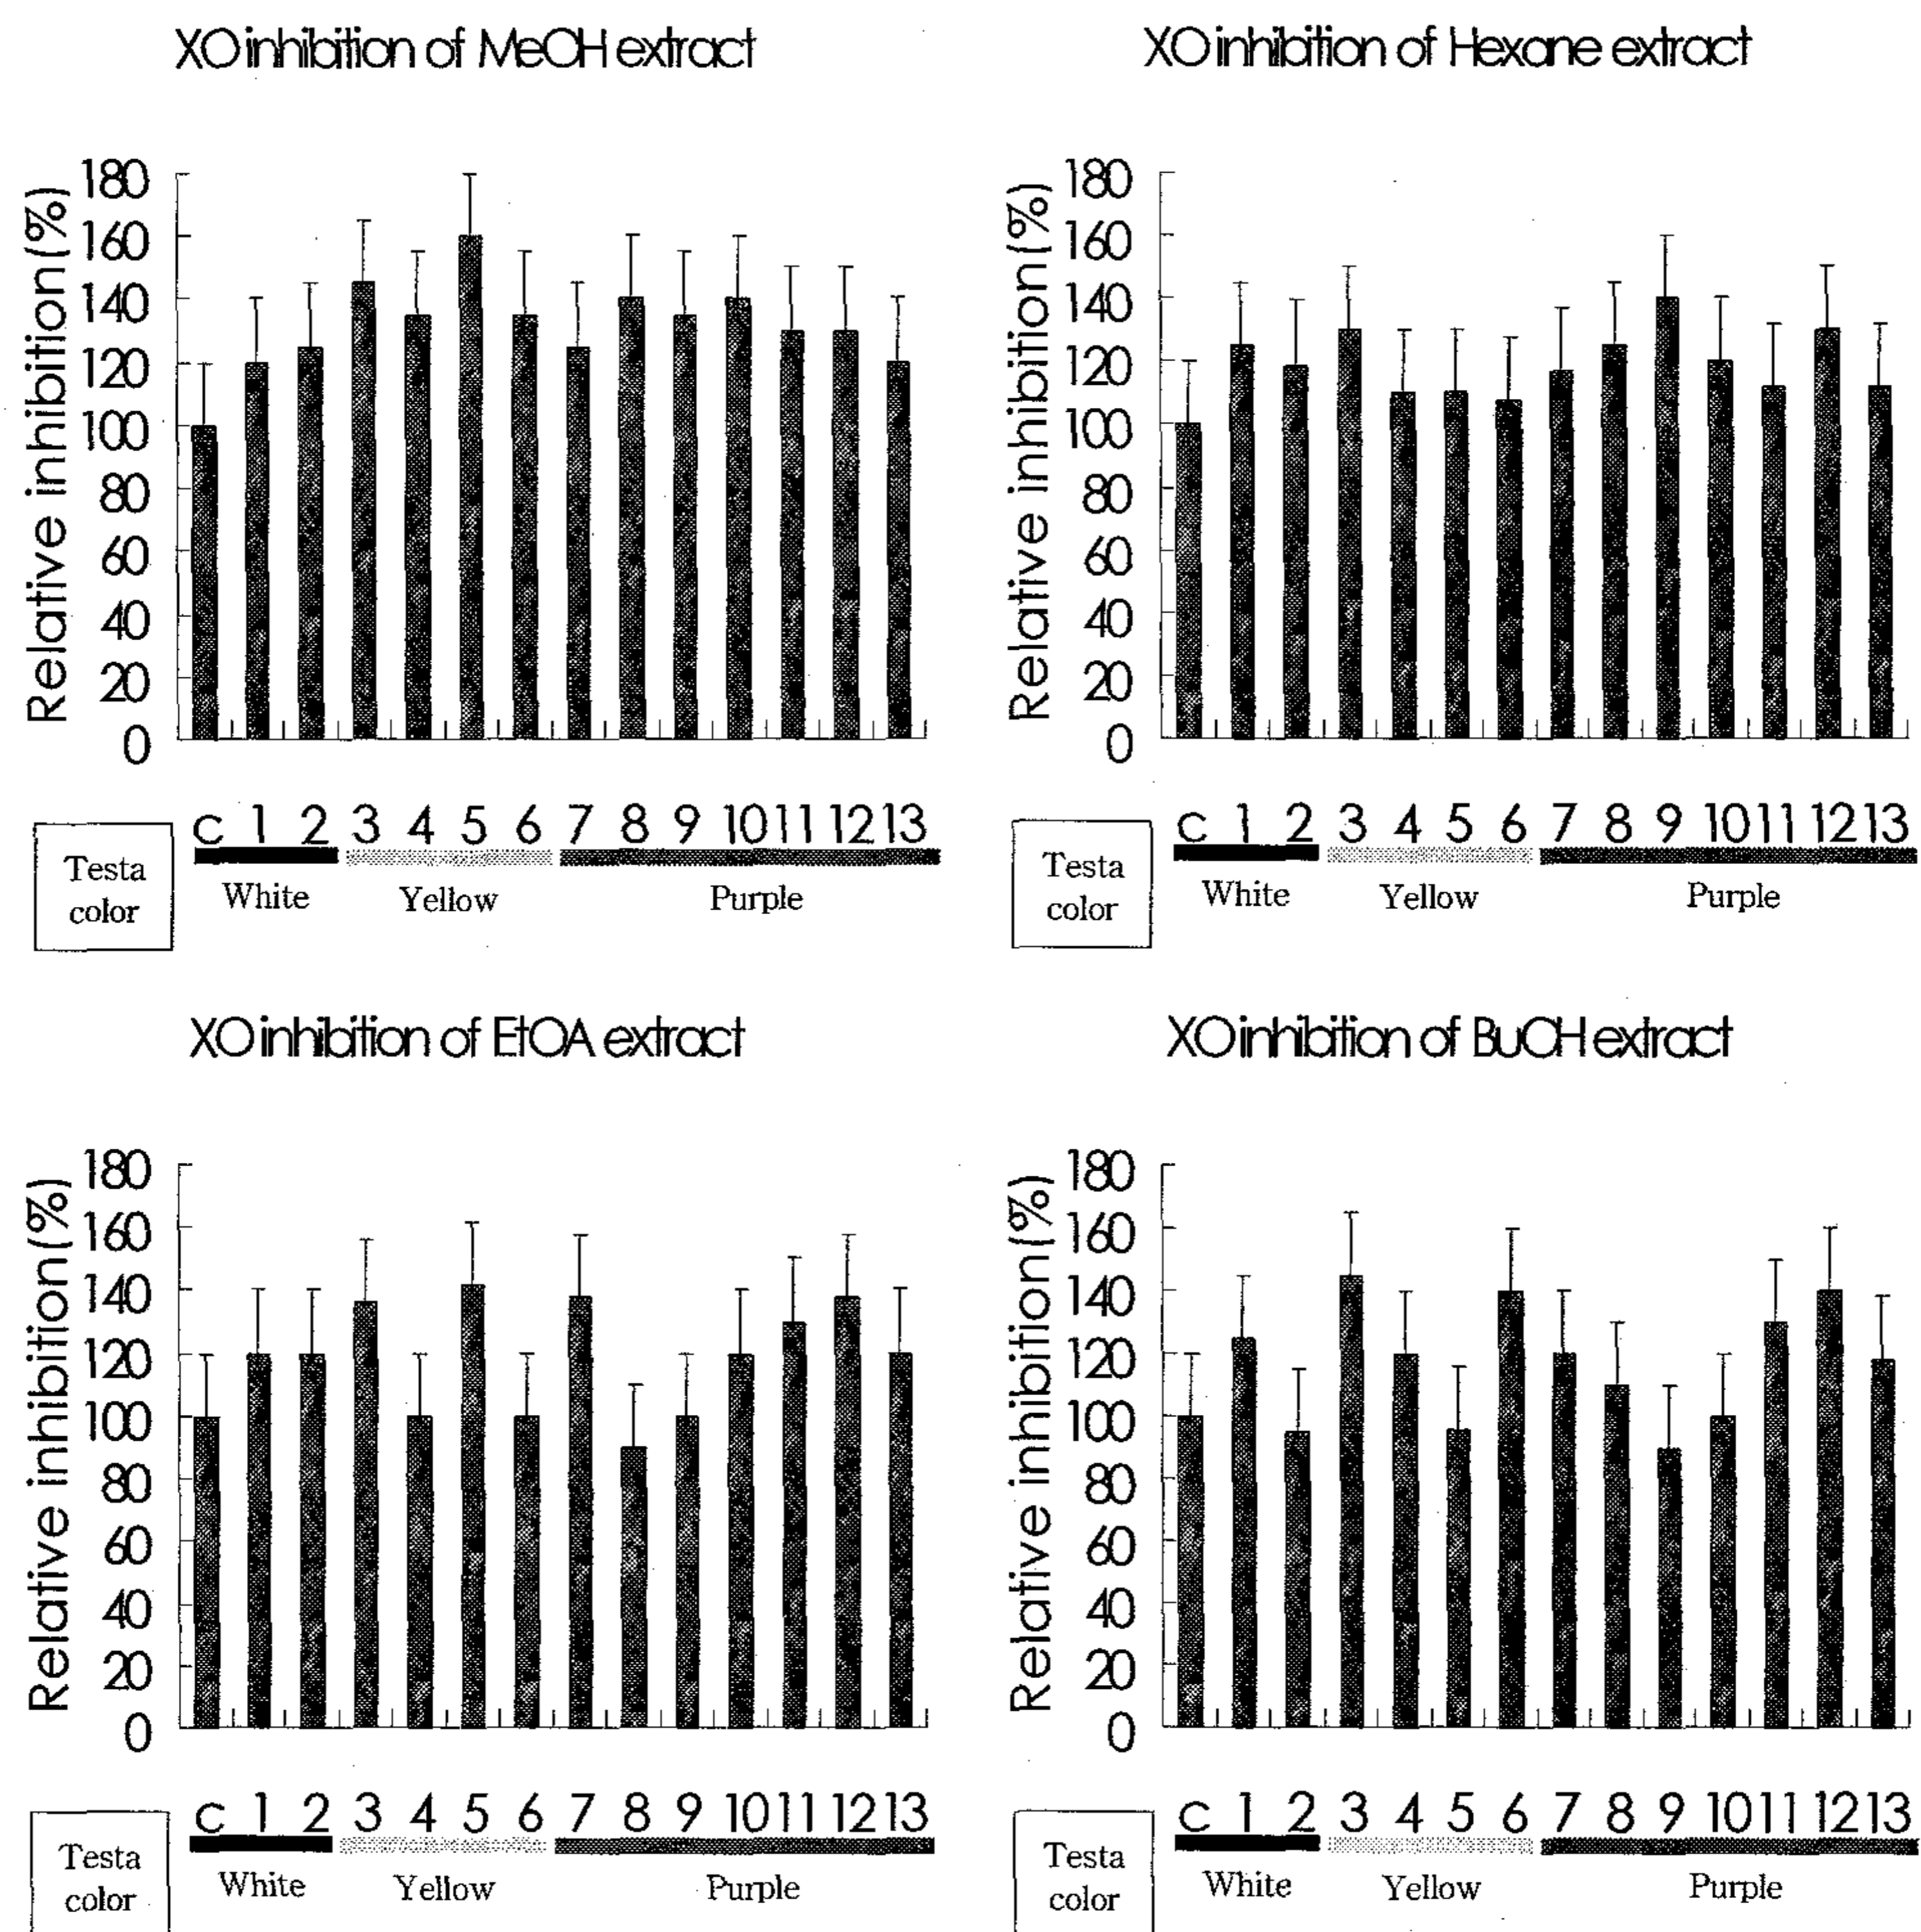 XO inhibition of MeOH extract
Relative inhibition(%)
180
160
140
120
100
80
60
40
20
0
c 1 2 3 4 5 6 7 8 9 10 11 12 13
Testa
color
White Yellow Purple
XO inhibition of Hexane extract
Relative inhibition(%)
180
160
140
120
100
80
60
40
20
0
c 1 2 3 4 5 6 7 8 9 10 11 12 13
Testa
color
White Yellow Purple
XO inhibition of EtOA extract
Relative inhibition(%)
180
160
140
120
100
80
60
40
20
0
c 1 2 3 4 5 6 7 8 9 10 11 12 13
Testa
color
White Yellow Purple
XO inhibition of BuOH extract
Relative inhibition(%)
180
160
140
120
100
80
60
40
20
0
c 1 2 3 4 5 6 7 8 9 10 11 12 13
Testa
color
White Yellow Purple